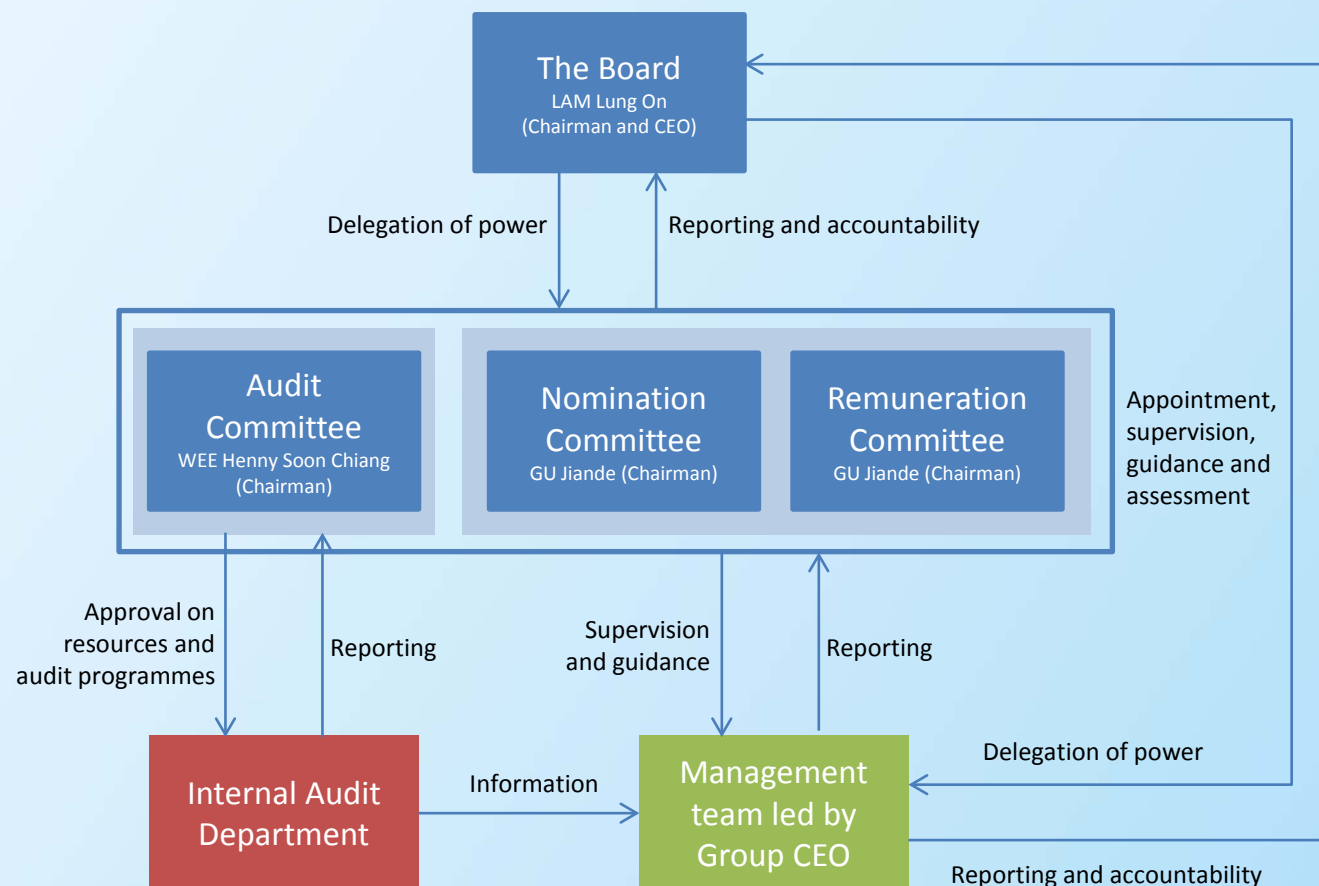 The Board
LAM Lung On
(Chairman and CEO)
Delegation of power
Reporting and accountability
Audit
Committee
WEE Henny Soon Chiang
(Chairman)
Nomination
Committee
GU Jiande (Chairman)
Remuneration
Committee
GU Jiande (Chairman)
Appointment,
supervision,
guidance and
assessment
Approval on
resources and
audit programmes
Reporting
Supervision
and guidance
Reporting
Internal Audit
Department
Information
Management
team led by
Group CEO
Delegation of power
Reporting and accountability